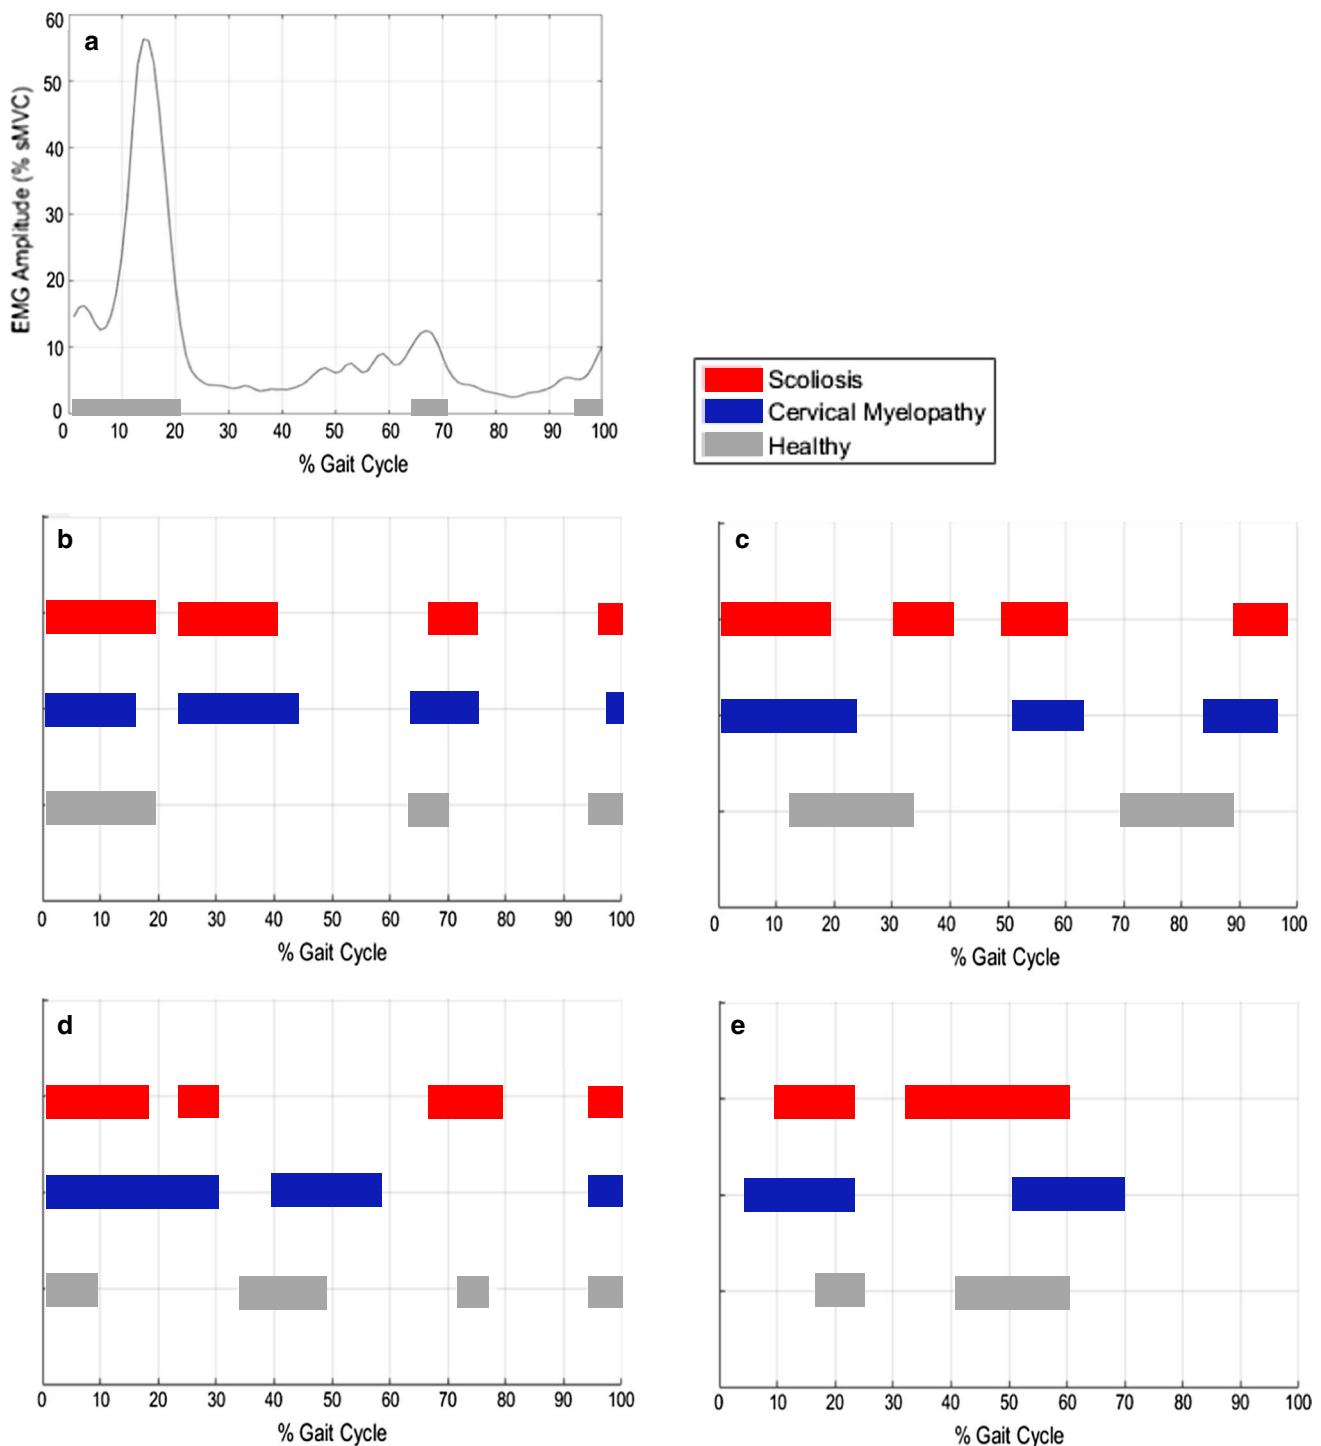 a
60
50
40
30
20
10
0
EMG Amplitude (% sMVC)
0 10 20 30 40 50 60 70 80 90 100
% Gait Cycle
Scoliosis
Cervical Myelopathy
Healthy
b
0 10 20 30 40 50 60 70 80 90 100
% Gait Cycle
c
0 10 20 30 40 50 60 70 80 90 100
% Gait Cycle
d
0 10 20 30 40 50 60 70 80 90 100
% Gait Cycle
e
0 10 20 30 40 50 60 70 80 90 100
% Gait Cycle